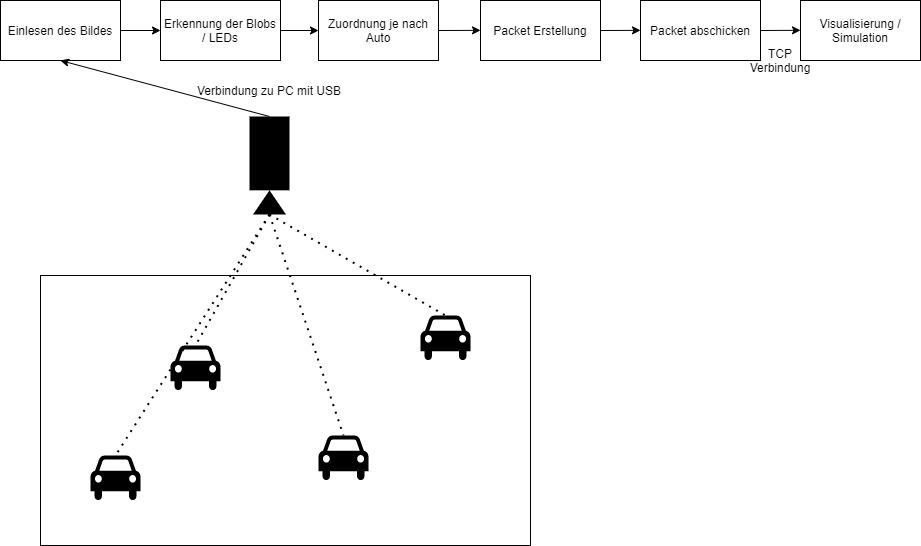 Einlesen des Bildes
Erkennung der Blobs
/ LEDs
Zuordnung je nach
Auto
Packet Erstellung
Packet abschicken
Visualisierung /
Simulation
TCP
Verbindung
Verbindung zu PC mit USB